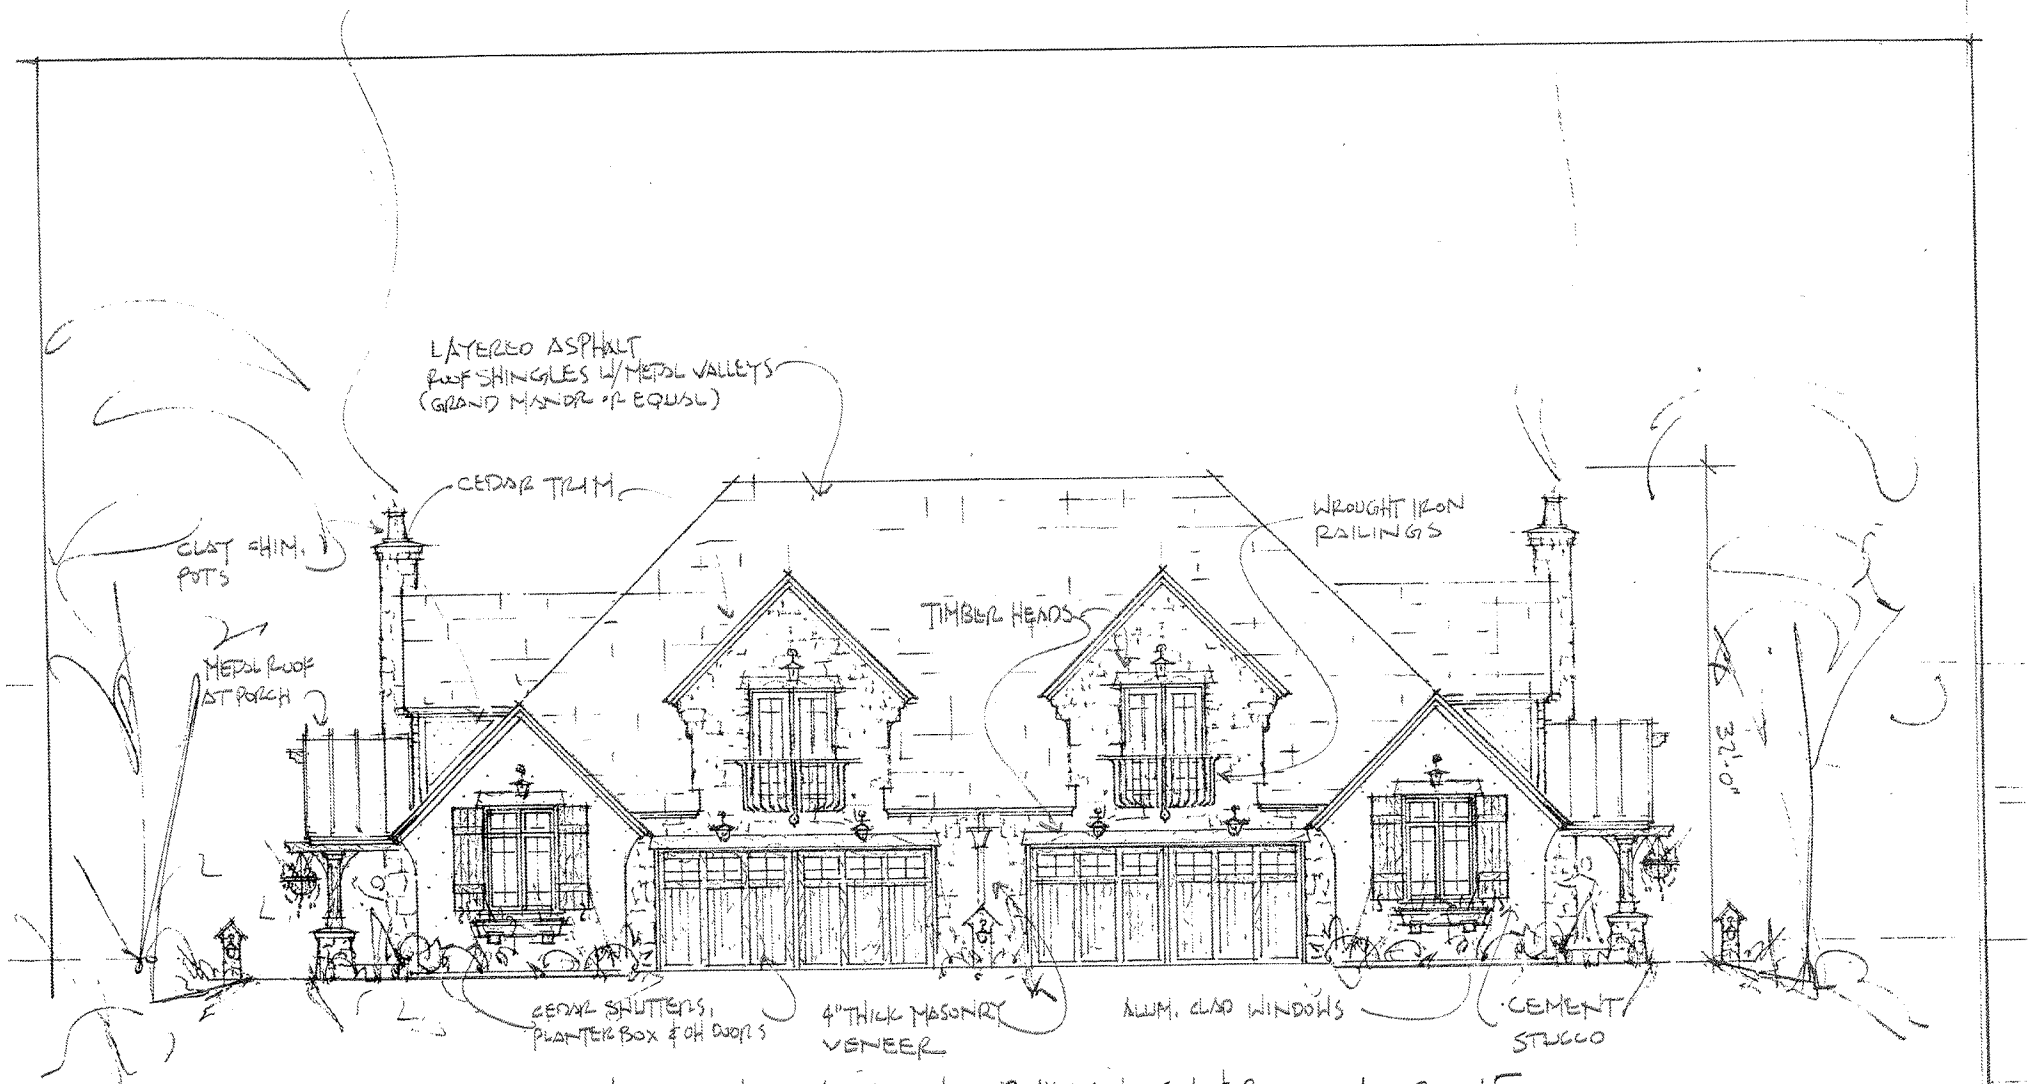 LAYERED ASPHALT
ROOF SHINGLES W/METAL VALLEYS
(GRAND MANOR OR EQUAL)
CEDAR TRIM
WROUGHT IRON
RAILINGS
CLAY CHIM.
POTS
TIMBER HEADS
METAL ROOF
AT PORCH
32'-0"
CEDAR SHUTTERS,
PLANTER BOX & OH DOORS
4" THICK MASONRY
VENEER
ALUM. CLAD WINDOWS
CEMENT
STUCCO